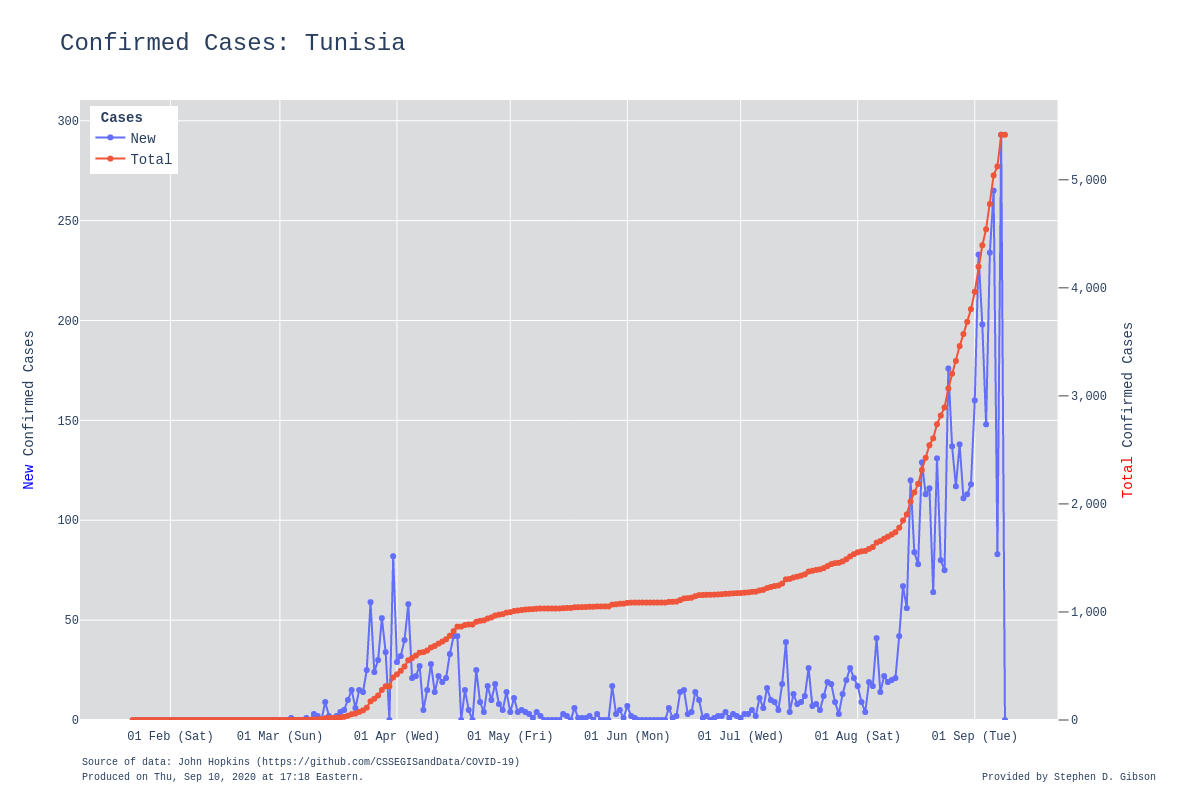 Confirmed Cases: Tunisia
Cases
New
Total
300
250
200
150
100
50
0
5,000
4,000
3,000
2,000
1,000
0
New Confirmed Cases
Total Confirmed Cases
01 Feb (Sat) 01 Mar (Sun) 01 Apr (Wed) 01 May (Fri) 01 Jun (Mon) 01 Jul (Wed) 01 Aug (Sat) 01 Sep (Tue)
Source of data: John Hopkins (https://github.com/CSSEGISandData/COVID-19)
Produced on Thu, Sep 10, 2020 at 17:18 Eastern.
Provided by Stephen D. Gibson